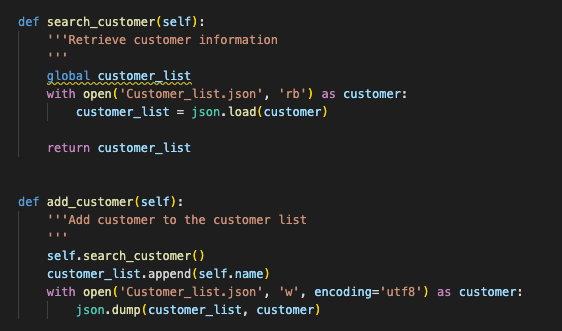 def search_customer(self):
    '''Retrieve customer information
    '''
    global customer_list
    with open('Customer_list.json', 'rb') as customer:
        customer_list = json.load(customer)
    return customer_list
def add_customer(self):
    '''Add customer to the customer list
    '''
    self.search_customer()
    customer_list.append(self.name)
    with open('Customer_list.json', 'w', encoding='utf8') as customer:
        json.dump(customer_list, customer)